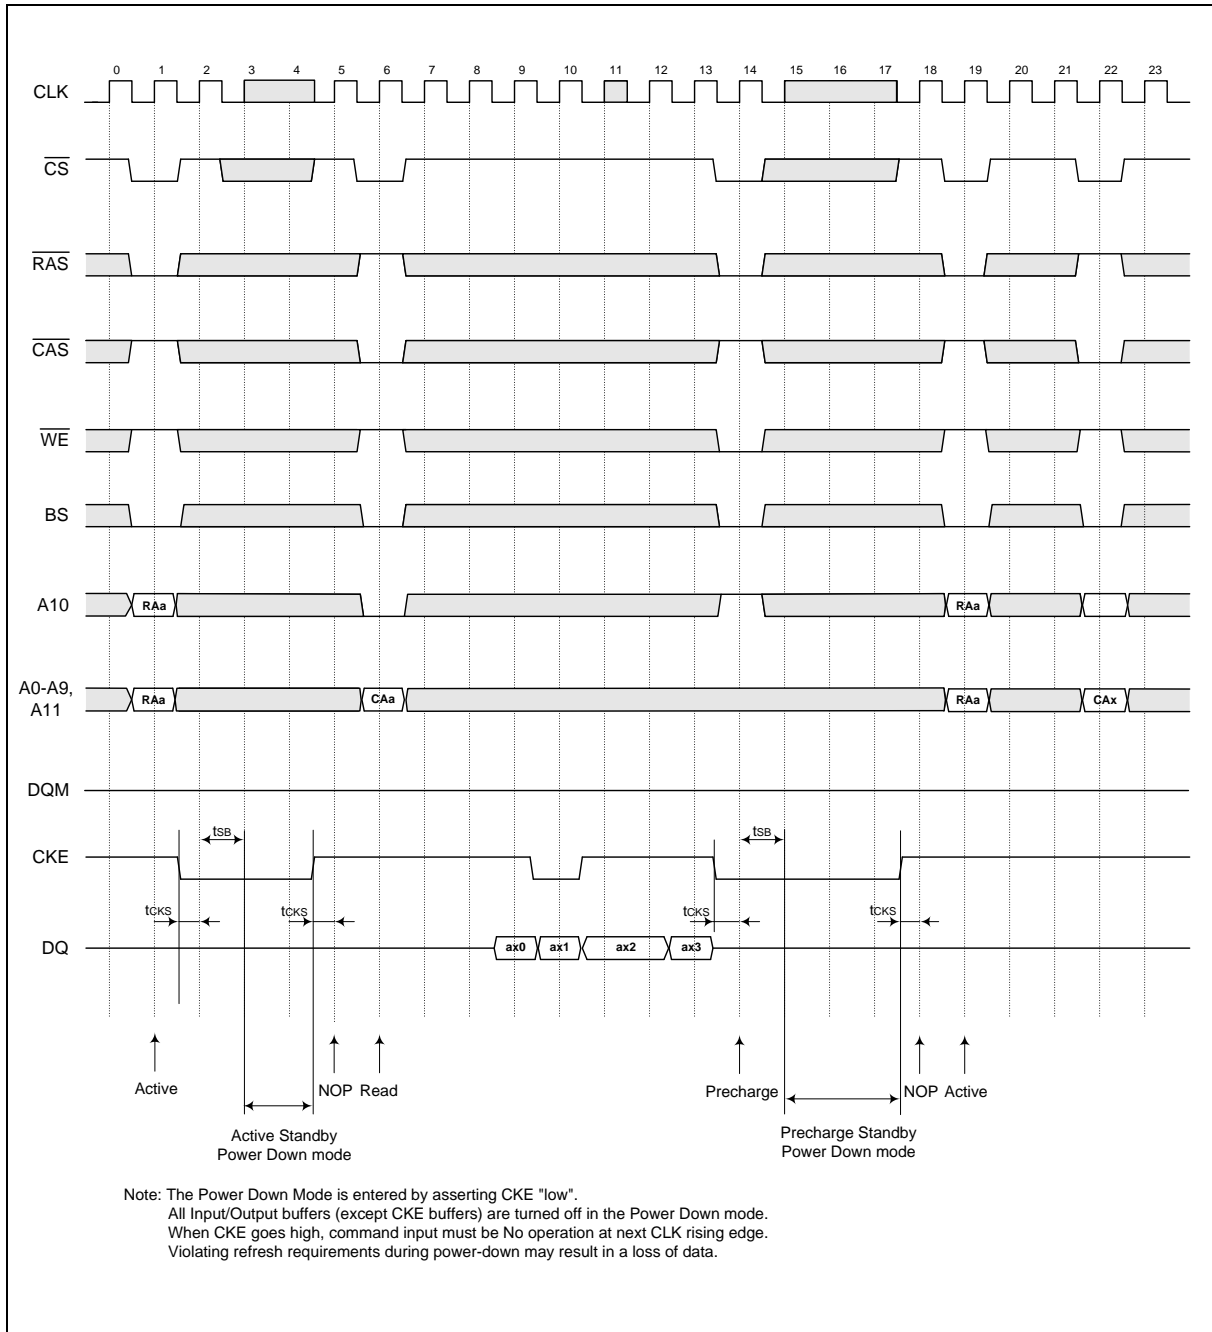 0 1 2 3 4 5 6 7 8 9 10 11 12 13 14 15 16 17 18 19 20 21 22 23
CLK
CS
RAS
CAS
WE
BS
A10 RAa RAa
A0-A9,
A11 RAa CAa RAa CAx
DQM
tSB tSB
CKE
tCKS tCKS tCKS tCKS
DQ ax0 ax1 ax2 ax3
Active NOP Read Precharge NOP Active
Active Standby
Power Down mode
Precharge Standby
Power Down mode
Note: The Power Down Mode is entered by asserting CKE "low".
All Input/Output buffers (except CKE buffers) are turned off in the Power Down mode.
When CKE goes high, command input must be No operation at next CLK rising edge.
Violating refresh requirements during power-down may result in a loss of data.